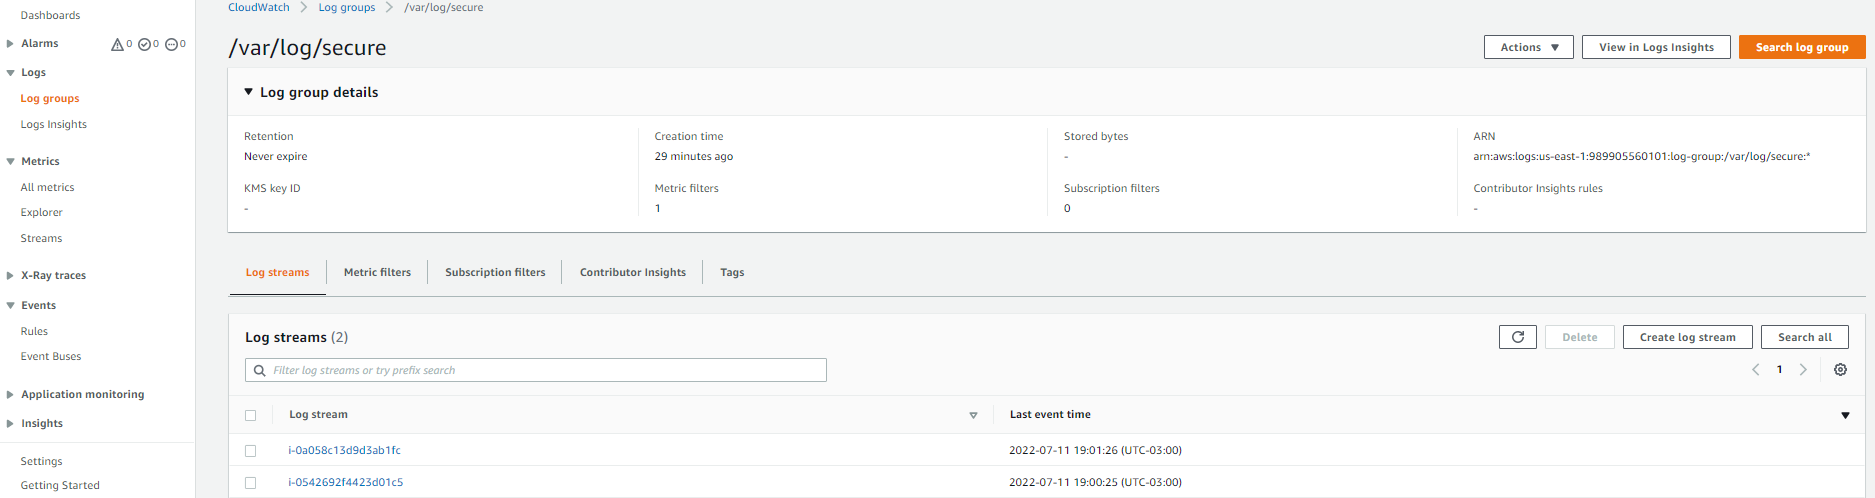 Dashboards
Alarms 0 0 0
Logs
Log groups
Logs Insights
Metrics
All metrics
Explorer
Streams
X-Ray traces
Events
Rules
Event Buses
Application monitoring
Insights
Settings
Getting Started
CloudWatch > Log groups > /var/log/secure
/var/log/secure
Actions View in Logs Insights Search log group
Log group details
Retention
Never expire
KMS key ID
-
Creation time
29 minutes ago
Metric filters
1
Stored bytes
-
Subscription filters
0
ARN
arn:aws:logs:us-east-1:989905560101:log-group:/var/log/secure:*
Contributor Insights rules
-
Log streams Metric filters Subscription filters Contributor Insights Tags
Log streams (2)
Delete Create log stream Search all
Filter log streams or try prefix search
< 1 >
Log stream Last event time
i-0a058c13d9d3ab1fc 2022-07-11 19:01:26 (UTC-03:00)
i-0542692f4423d01c5 2022-07-11 19:00:25 (UTC-03:00)